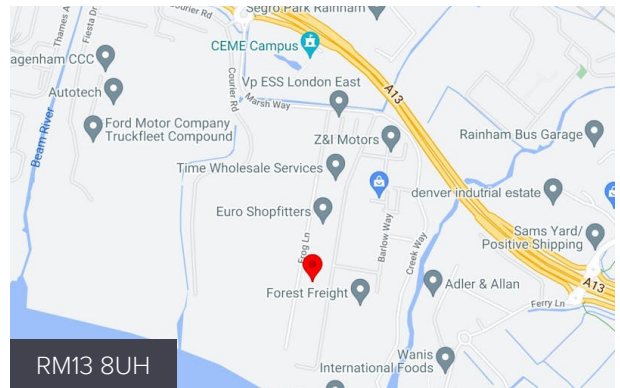 Courier Rd
Segro Park Rainham
Thames A
Fiesta Dr
CEME Campus
agenham CCC
Courier Rd
Vp ESS London East
A13
Autotech
Marsh Way
Ford Motor Company
Truckfleet Compound
Z&I Motors
Rainham Bus Garage
Beam River
Time Wholesale Services
denver indutrial estate
Euro Shopfitters
Barlow Way
Creek Way
Sams Yard/
Positive Shipping
Frog Ln
Forest Freight
Adler & Allan
A13
Ferry Ln
Wanis
International Foods
RM13 8UH